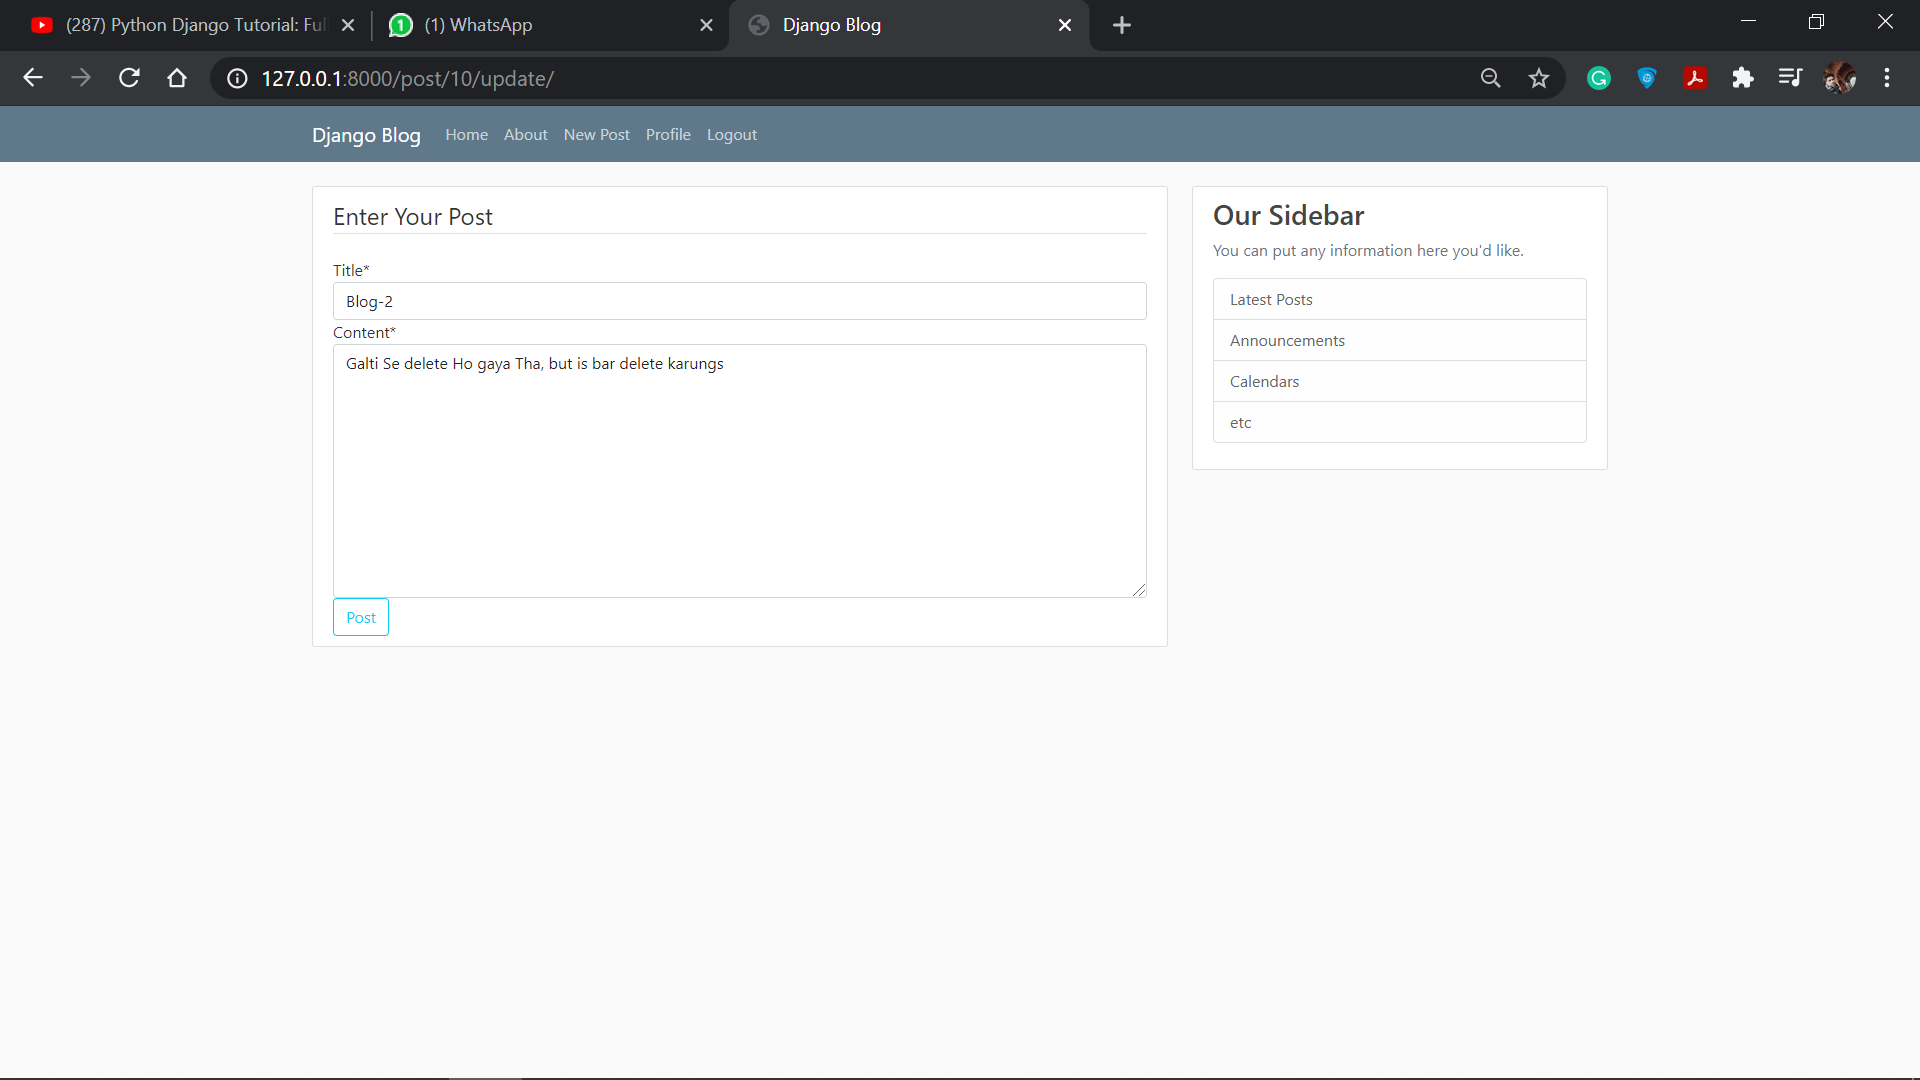 (287) Python Django Tutorial: Ful
1 (1) WhatsApp
Django Blog
127.0.0.1:8000/post/10/update/
Django Blog Home About New Post Profile Logout
Enter Your Post
Title*
Blog-2
Content*
Galti Se delete Ho gaya Tha, but is bar delete karungs
Post
Our Sidebar
You can put any information here you'd like.
Latest Posts
Announcements
Calendars
etc